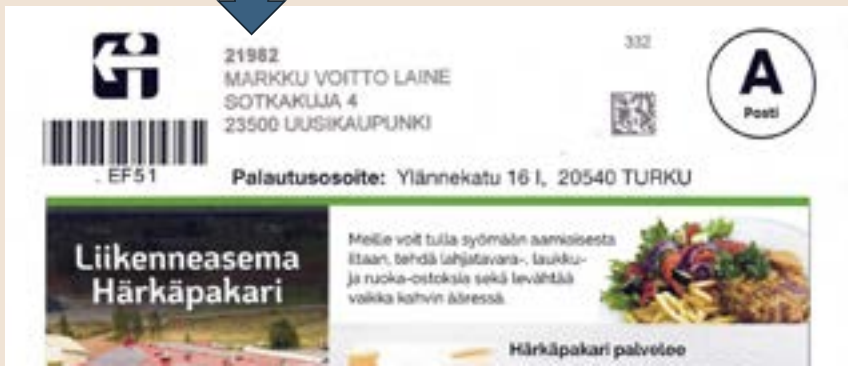 21982
MARKKU VOITTO LAINE
SOTKAKUJA 4
23500 UUSIKAUPUNKI
332
A
Posti
. EF51
Palautusosoite: Ylännekatu 16 I, 20540 TURKU
Liikenneasema
Härkäpakari
Meille voit tulla syömään aamiaisesta
iltaan, tehdä lahjatavara-, laukku-
ja ruoka-ostoksia sekä levähtää
vaikka kahvin ääressä.
Härkäpakari palvelee